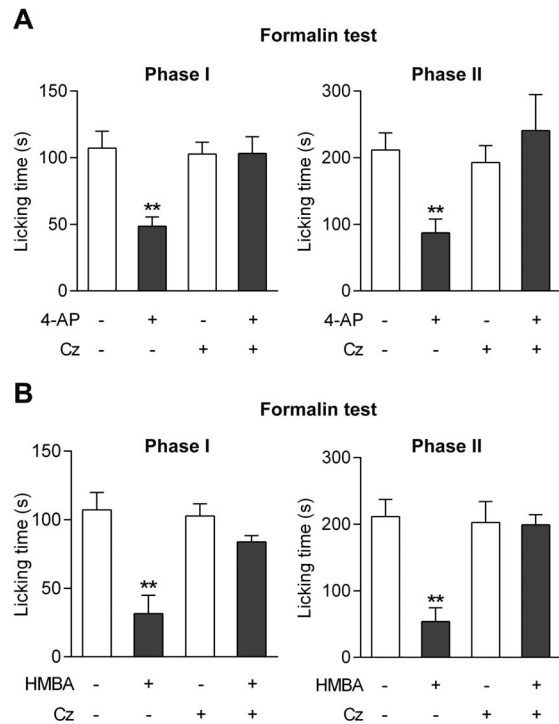 A
Formalin test
Phase I
Phase II
Licking time (s)
150
100
50
0
**
Licking time (s)
300
200
100
0
**
4-AP - + - +
Cz - - + +
4-AP - + - +
Cz - - + +
B
Formalin test
Phase I
Phase II
Licking time (s)
150
100
50
0
**
Licking time (s)
300
200
100
0
**
HMBA - + - +
Cz - - + +
HMBA - + - +
Cz - - + +